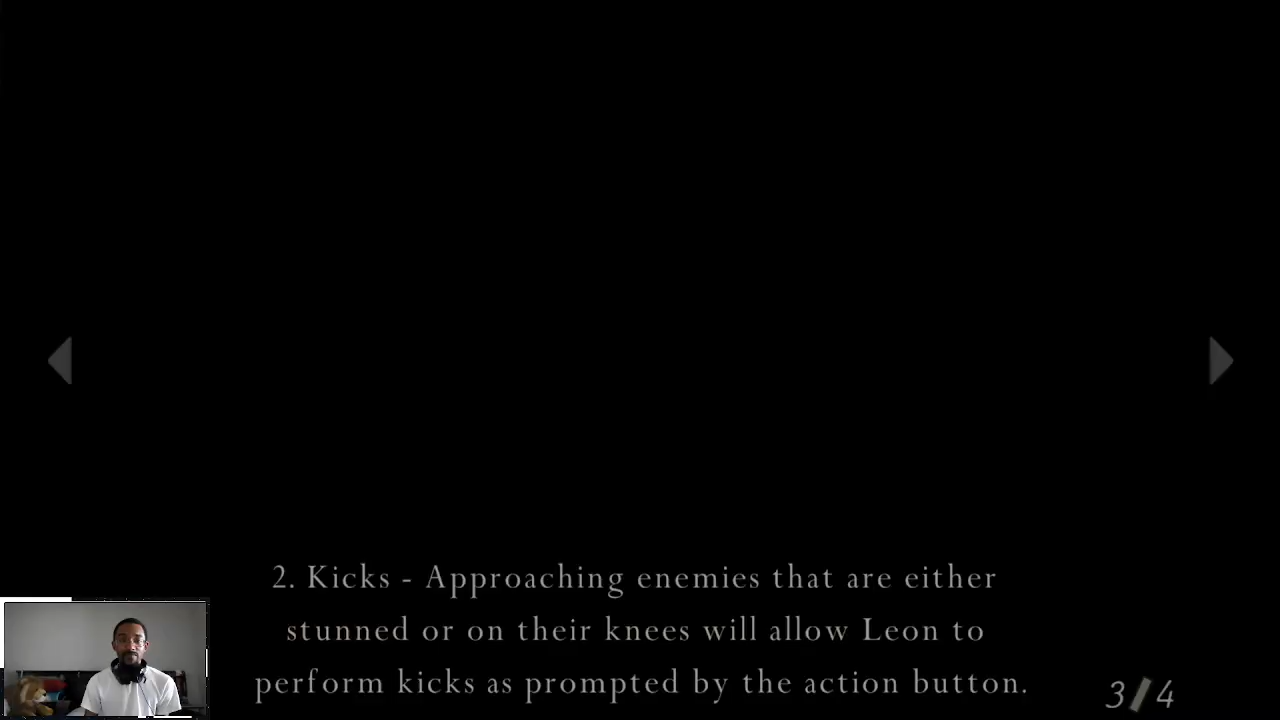 2. Kicks - Approaching enemies that are either
stunned or on their knees will allow Leon to
perform kicks as prompted by the action button.
3/4